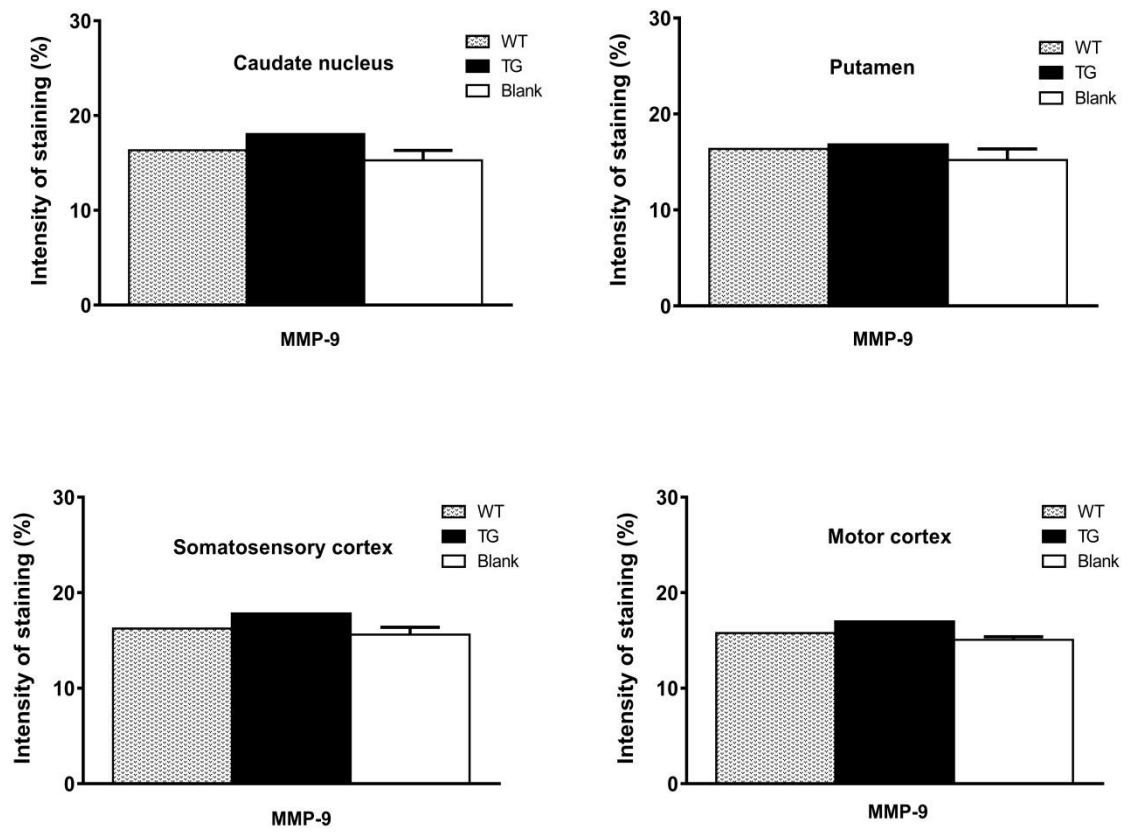 Caudate nucleus
Intensity of staining (%)
30
20
10
0
WT
TG
Blank
MMP-9
Putamen
Intensity of staining (%)
30
20
10
0
WT
TG
Blank
MMP-9
Somatosensory cortex
Intensity of staining (%)
30
20
10
0
WT
TG
Blank
MMP-9
Motor cortex
Intensity of staining (%)
30
20
10
0
WT
TG
Blank
MMP-9